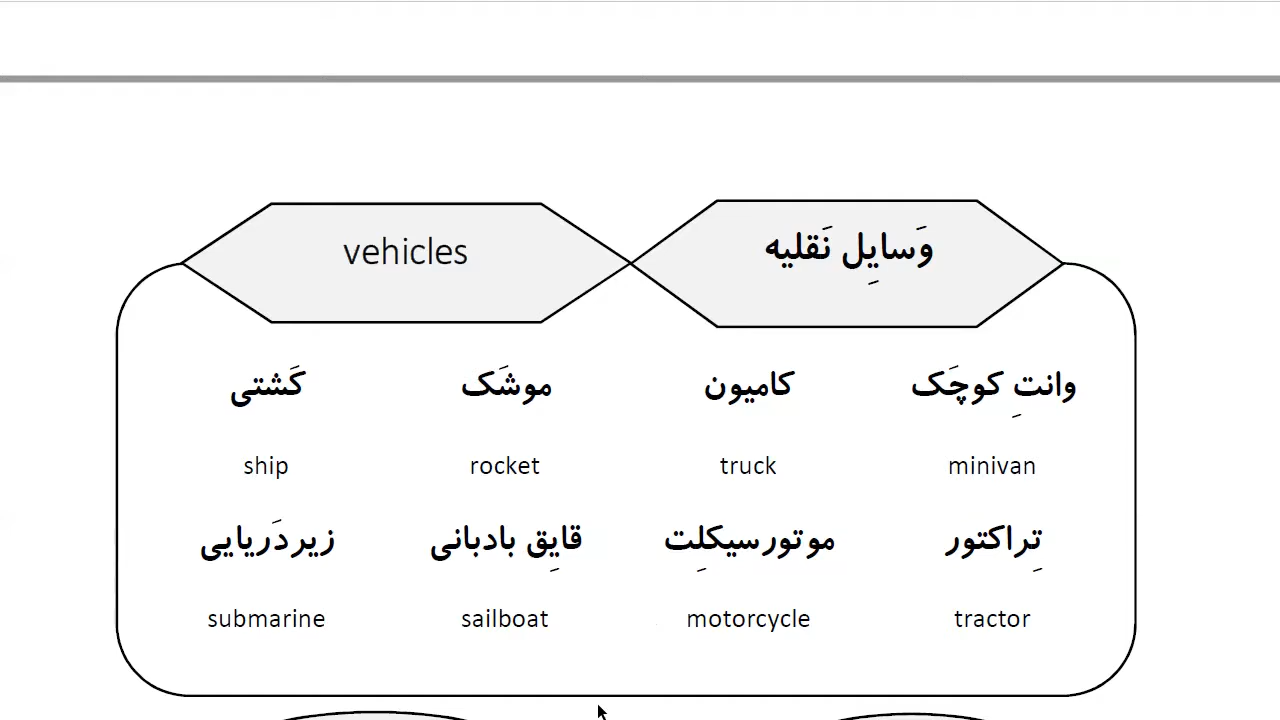 vehicles وَسایِل نَقلیه
کَشتی موشَک کامیون وانتِ کوچَک
ship rocket truck minivan
زیردَریایی قایِق بادبانی موتورسیکلِت تِراکتور
submarine sailboat motorcycle tractor